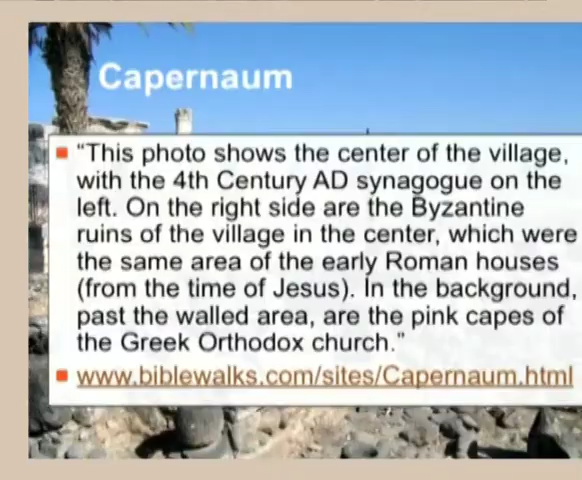 Capernaum
“This photo shows the center of the village,
with the 4th Century AD synagogue on the
left. On the right side are the Byzantine
ruins of the village in the center, which were
the same area of the early Roman houses
(from the time of Jesus). In the background,
past the walled area, are the pink capes of
the Greek Orthodox church.”
www.biblewalks.com/sites/Capernaum.html